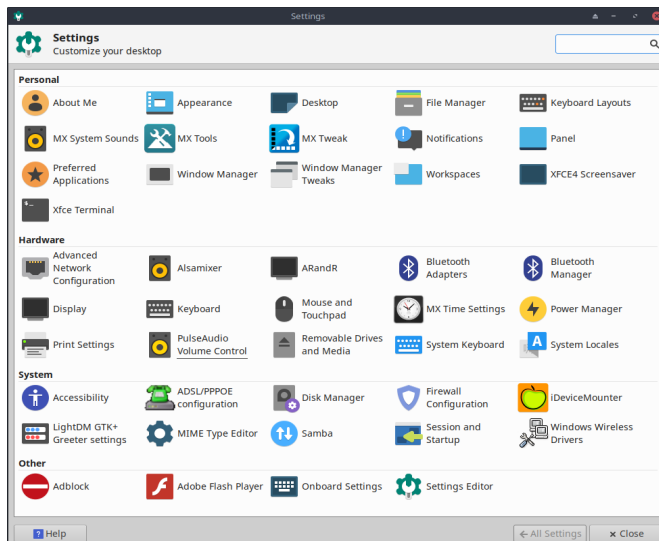 Settings
Settings
Customize your desktop
Personal
About Me
Appearance
Desktop
File Manager
Keyboard Layouts
MX System Sounds
MX Tools
MX Tweak
Notifications
Panel
Preferred
Applications
Window Manager
Window Manager
Tweaks
Workspaces
XFCE4 Screensaver
Xfce Terminal
Hardware
Advanced
Network
Configuration
Alsamixer
ARandR
Bluetooth
Adapters
Bluetooth
Manager
Display
Keyboard
Mouse and
Touchpad
MX Time Settings
Power Manager
Print Settings
PulseAudio
Volume Control
Removable Drives
and Media
System Keyboard
A
System Locales
System
Accessibility
ADSL/PPPOE
configuration
Disk Manager
Firewall
Configuration
iDeviceMounter
LightDM GTK+
Greeter settings
MIME Type Editor
Samba
Session and
Startup
Windows Wireless
Drivers
Other
Adblock
Adobe Flash Player
Onboard Settings
Settings Editor
? Help
← All Settings
× Close